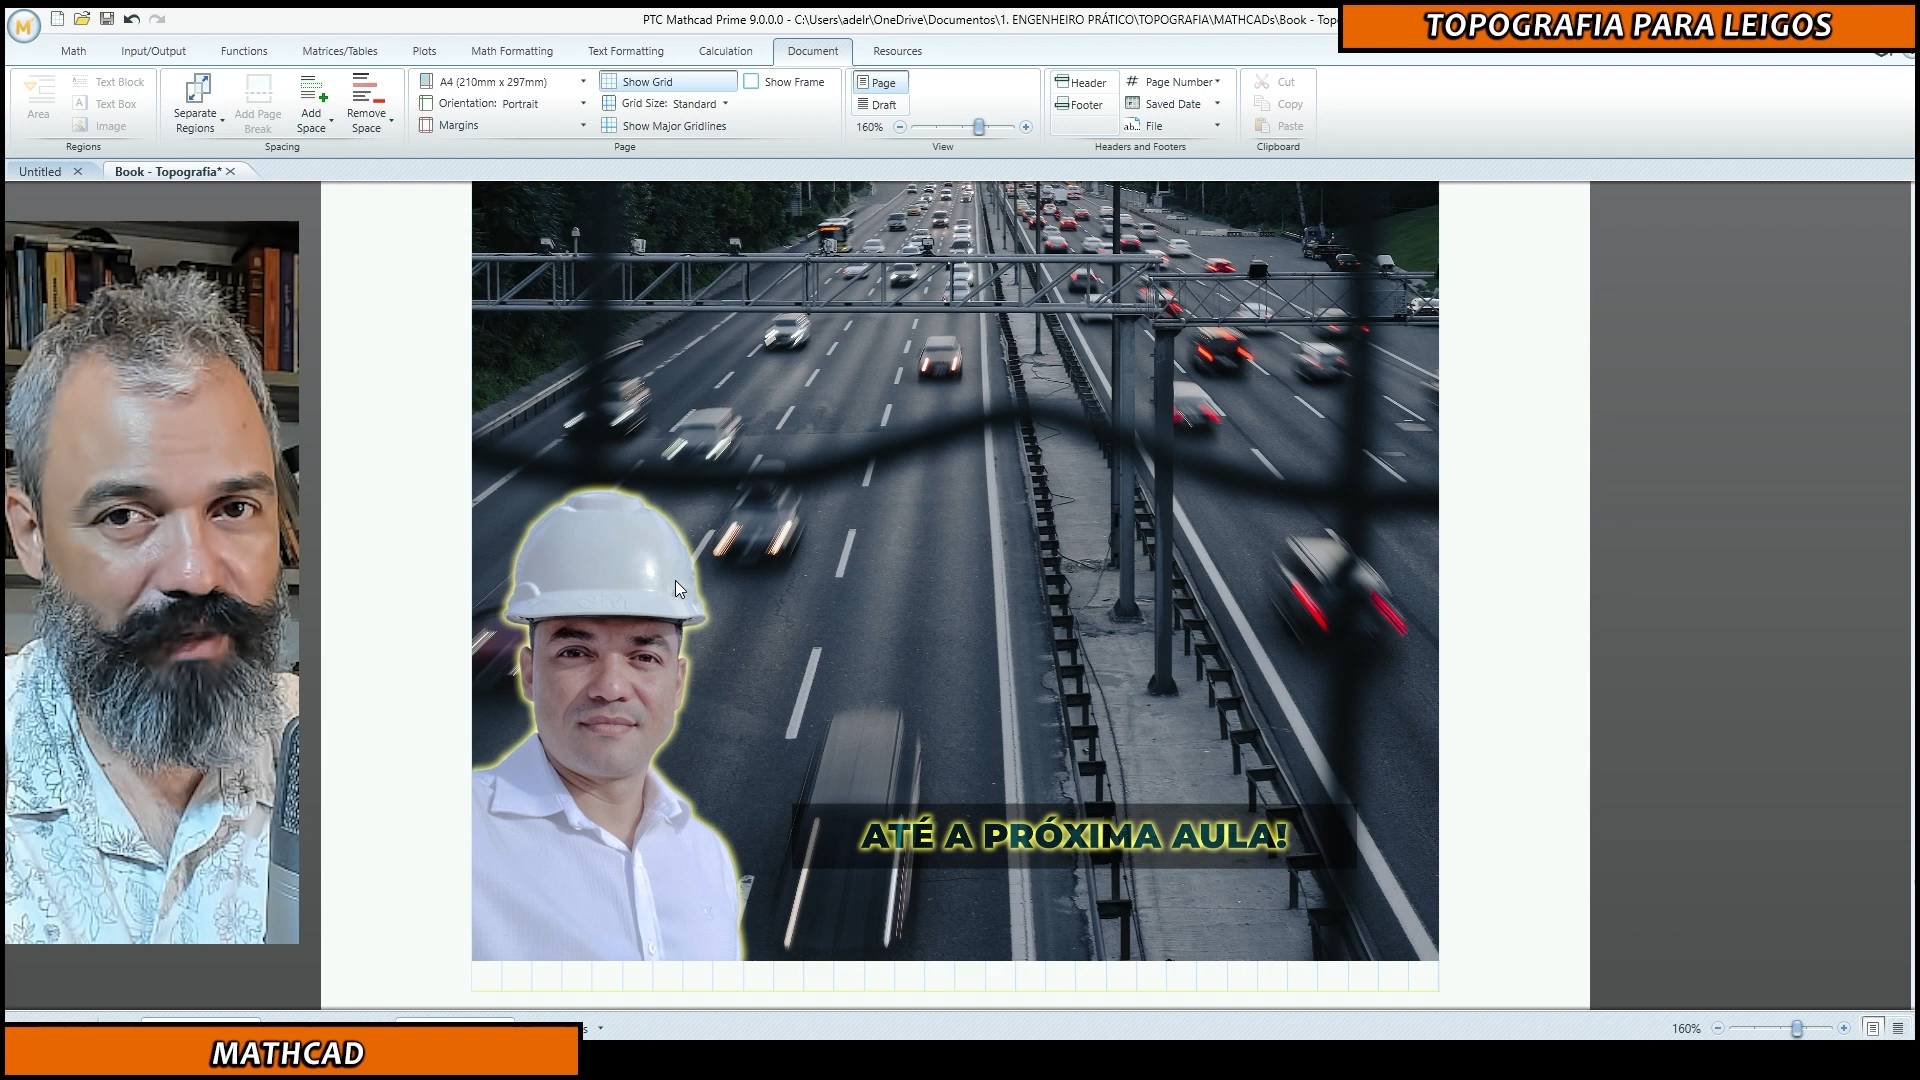 PTC Mathcad Prime 9.0.0.0 - C:\Users\adelr\OneDrive\Documentos\1. ENGENHEIRO PRÁTICO\TOPOGRAFIA\MATHCADs\Book - Top
TOPOGRAFIA PARA LEIGOS
Math Input/Output Functions Matrices/Tables Plots Math Formatting Text Formatting Calculation Document Resources
Area
Text Block
Text Box
Image
Regions
Separate Regions
Add Page Break
Add Space
Remove Space
Spacing
A4 (210mm x 297mm)
Orientation: Portrait
Margins
Show Grid
Show Frame
Grid Size: Standard
Show Major Gridlines
Page
Page
Draft
160%
View
Header
Footer
# Page Number
Saved Date
ab.. File
Headers and Footers
Cut
Copy
Paste
Clipboard
Untitled
Book - Topografia*
ATÉ A PRÓXIMA AULA!
160%
MATHCAD